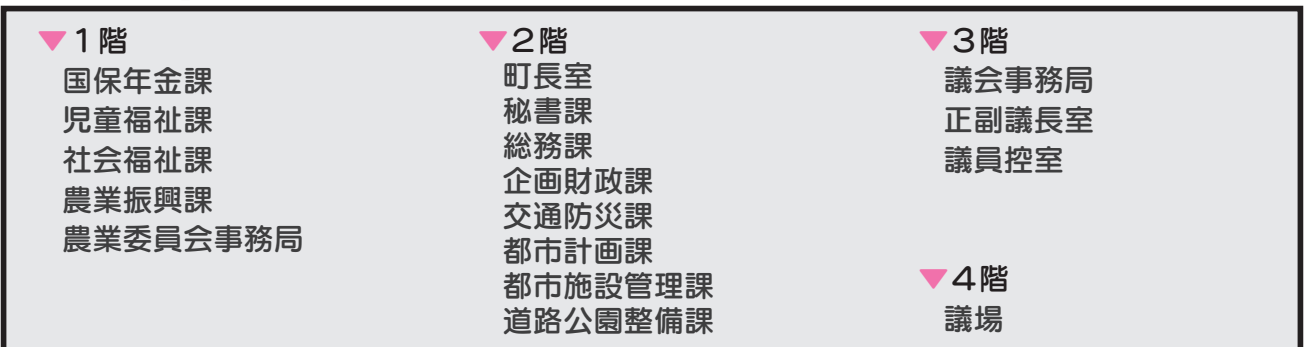 ▼1階
国保年金課
児童福祉課
社会福祉課
農業振興課
農業委員会事務局
▼2階
町長室
秘書課
総務課
企画財政課
交通防災課
都市計画課
都市施設管理課
道路公園整備課
▼3階
議会事務局
正副議長室
議員控室
▼4階
議場